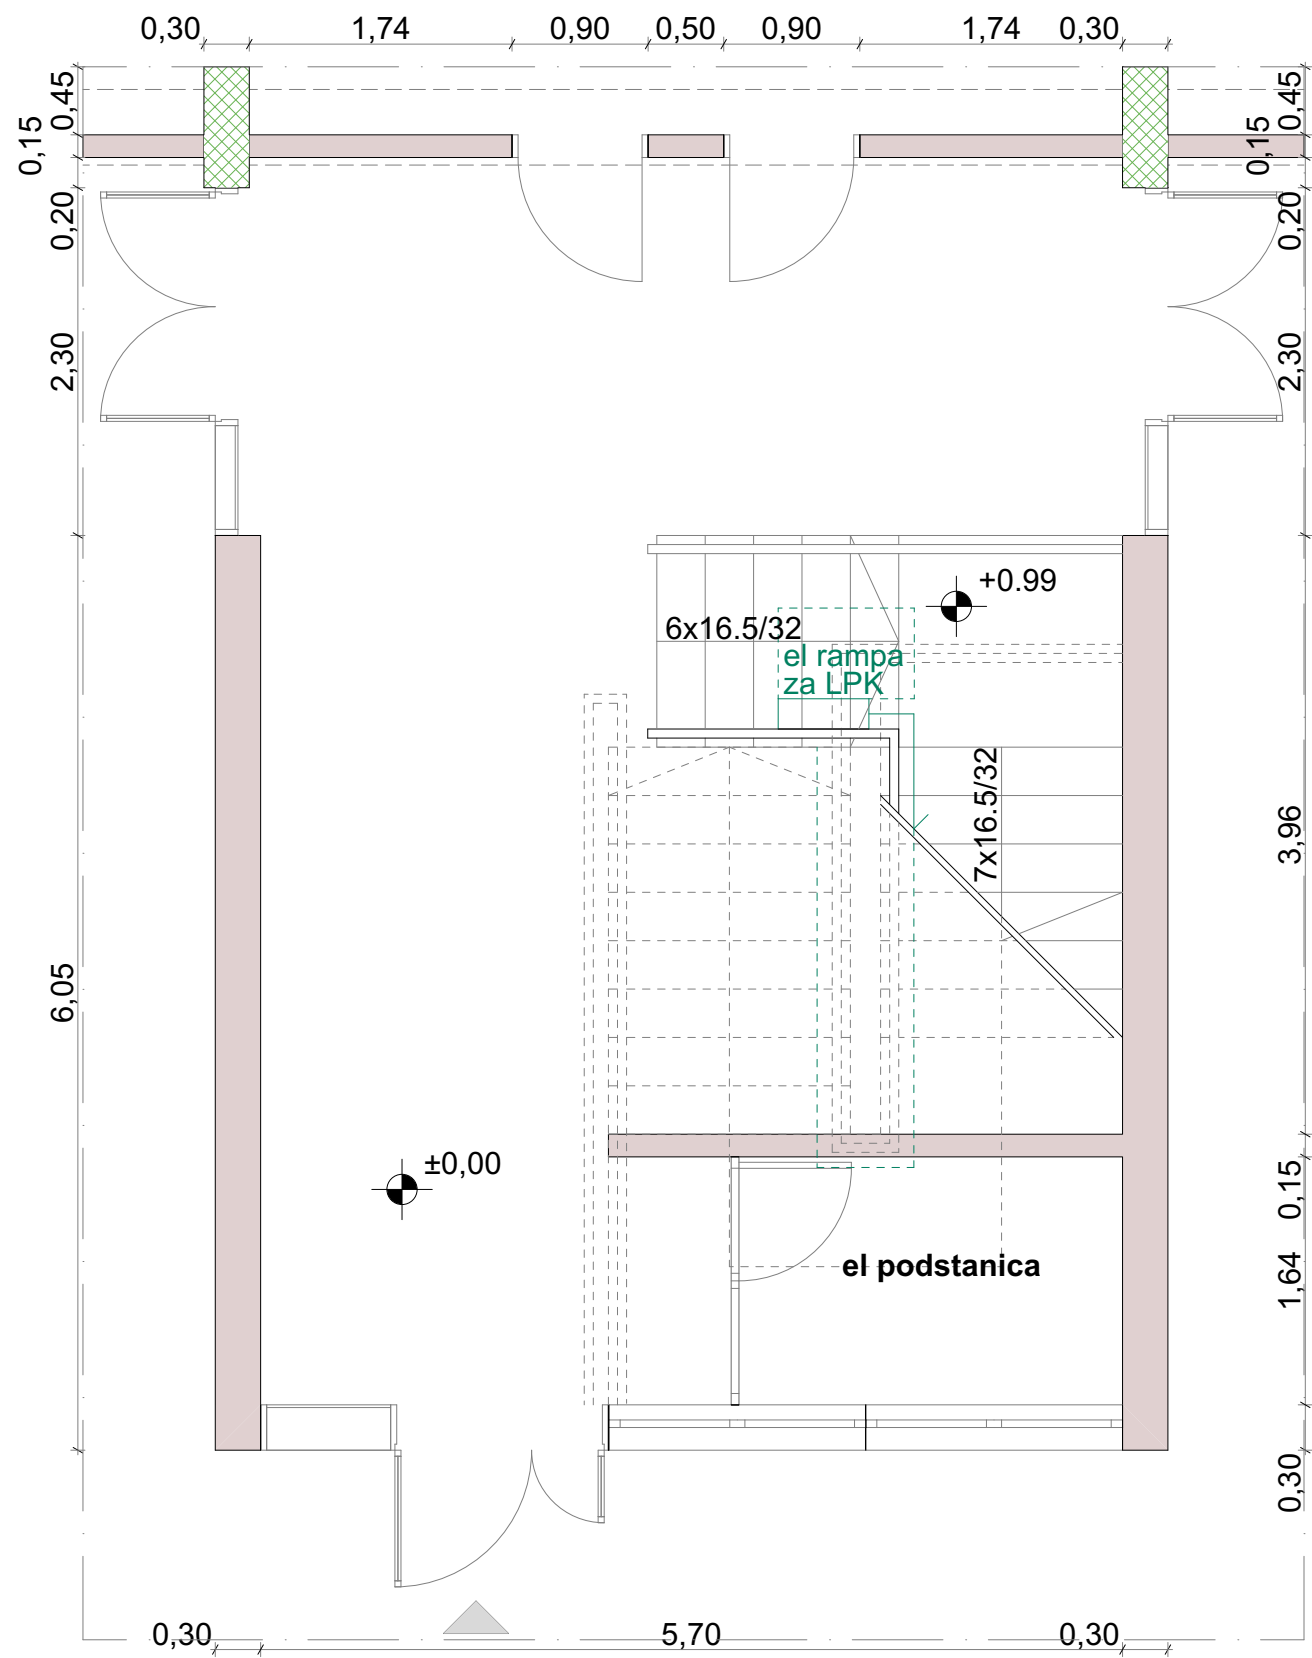 0,30 1,74 0,90 0,50 0,90 1,74 0,30
0,45
0,45
0,15
0,15
0,20
0,20
2,30
2,30
+0.99
6x16.5/32
el rampa
za LPK
7x16.5/32
3,96
6,05
±0,00
0,15
el podstanica
1,64
0,30
0,30 5,70 0,30